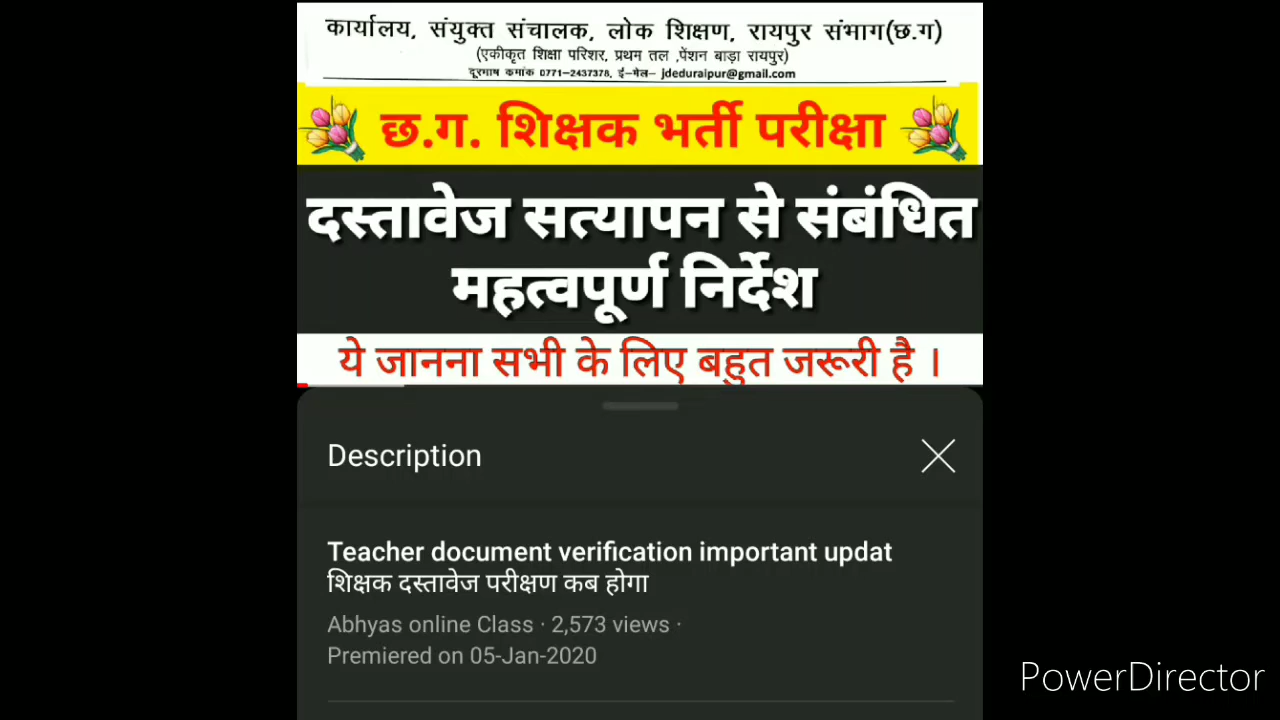 कार्यालय, संयुक्त संचालक, लोक शिक्षण, रायपुर संभाग(छ.ग)
(एकीकृत शिक्षा परिशर, प्रथम तल ,पेंशन बाड़ा रायपुर)
दूरभाष कमांक 0771-2437378, ई-मेल- jdeduraipur@gmail.com
छ.ग. शिक्षक भर्ती परीक्षा
दस्तावेज सत्यापन से संबंधित
महत्वपूर्ण निर्देश
ये जानना सभी के लिए बहुत जरूरी है ।
Description
Teacher document verification important updat
शिक्षक दस्तावेज परीक्षण कब होगा
Abhyas online Class · 2,573 views ·
Premiered on 05-Jan-2020
PowerDirector